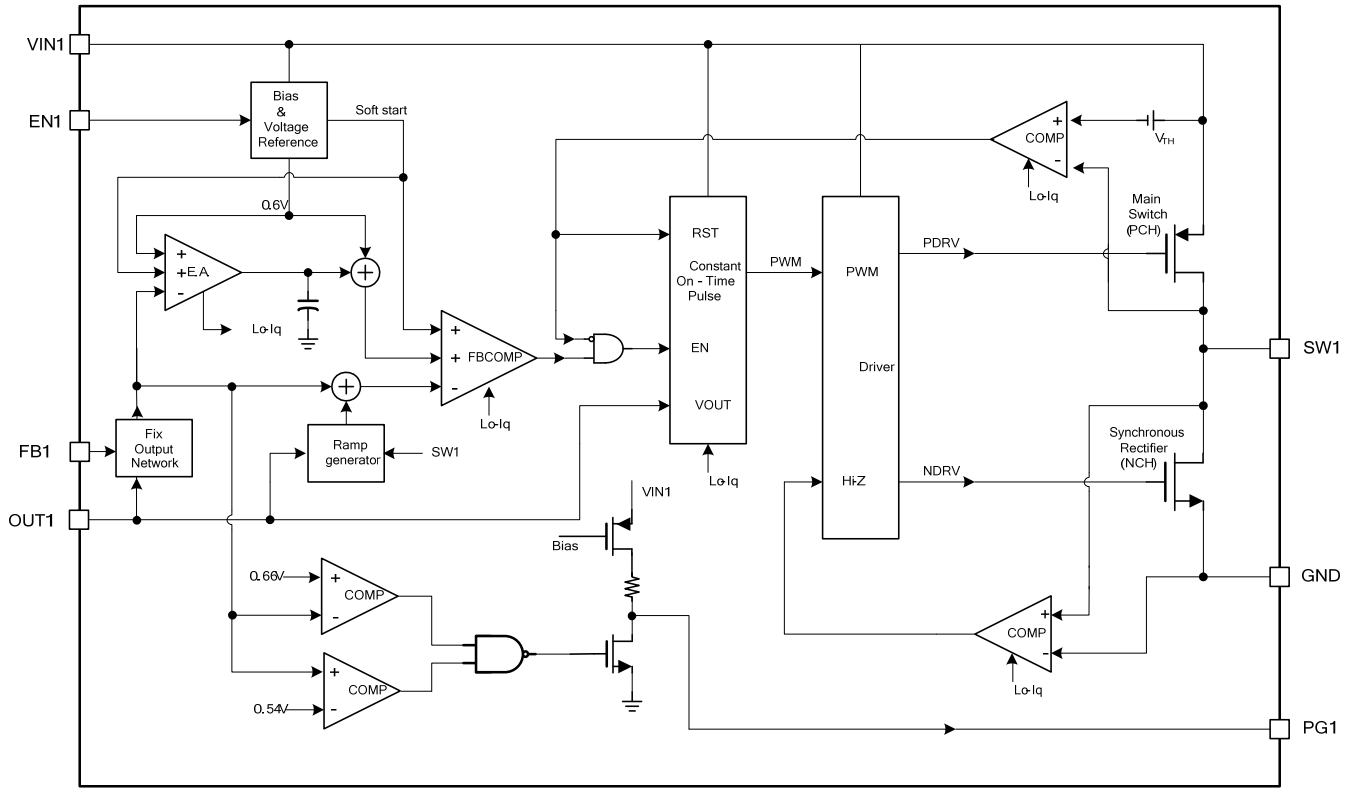 VIN1
EN1
Bias
&
Voltage
Reference
Soft start
0.6V
+
+E.A.
-
Lo-Iq
+
+
+
FBCOMP
-
Lo-Iq
+
Fix
Output
Network
FB1
OUT1
Ramp
generator
SW1
RST
Constant
On - Time
Pulse
EN
VOUT
Lo-Iq
PWM
PWM
Driver
Hi-Z
PDRV
NDRV
+
COMP
-
Lo-Iq
VTH
Main
Switch
(PCH)
SW1
Synchronous
Rectifier
(NCH)
GND
+
COMP
-
Lo-Iq
VIN1
Bias
0.66V
+
COMP
-
+
COMP
0.54V
-
PG1